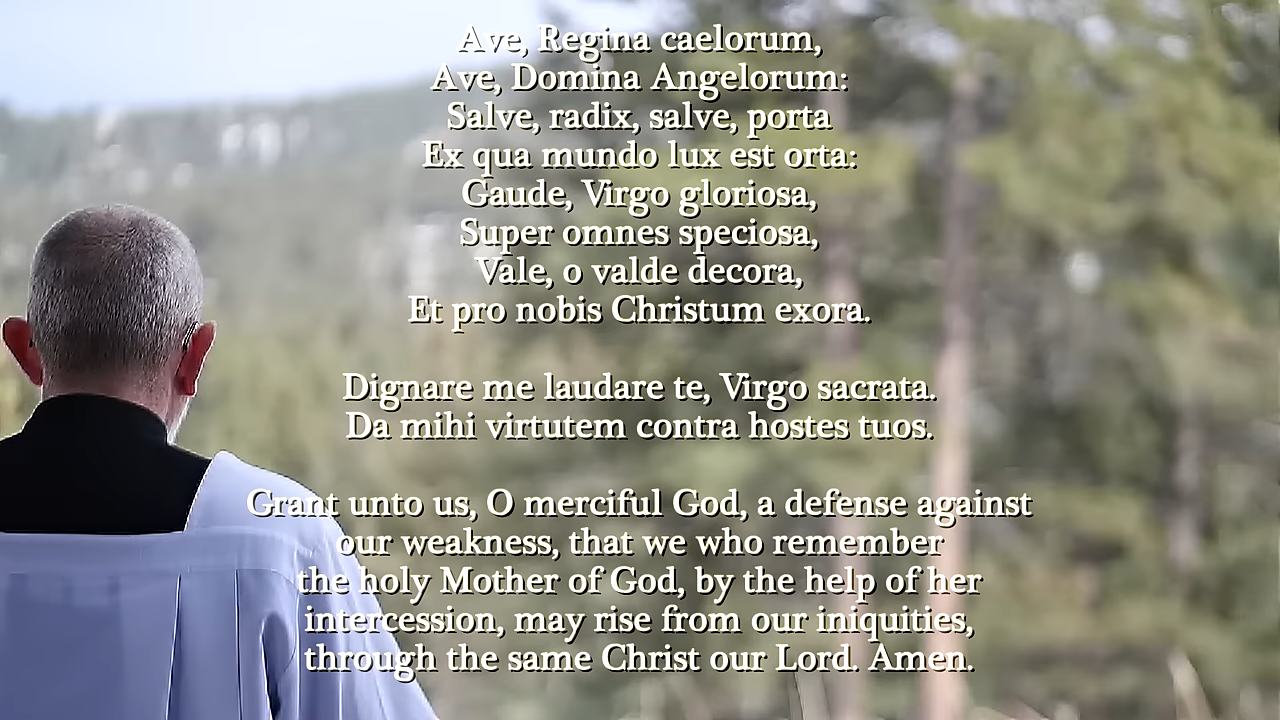 Ave, Regina caelorum,
Ave, Domina Angelorum:
Salve, radix, salve, porta
Ex qua mundo lux est orta:
Gaude, Virgo gloriosa,
Super omnes speciosa,
Vale, o valde decora,
Et pro nobis Christum exora.
Dignare me laudare te, Virgo sacrata.
Da mihi virtutem contra hostes tuos.
Grant unto us, O merciful God, a defense against
our weakness, that we who remember
the holy Mother of God, by the help of her
intercession, may rise from our iniquities,
through the same Christ our Lord. Amen.